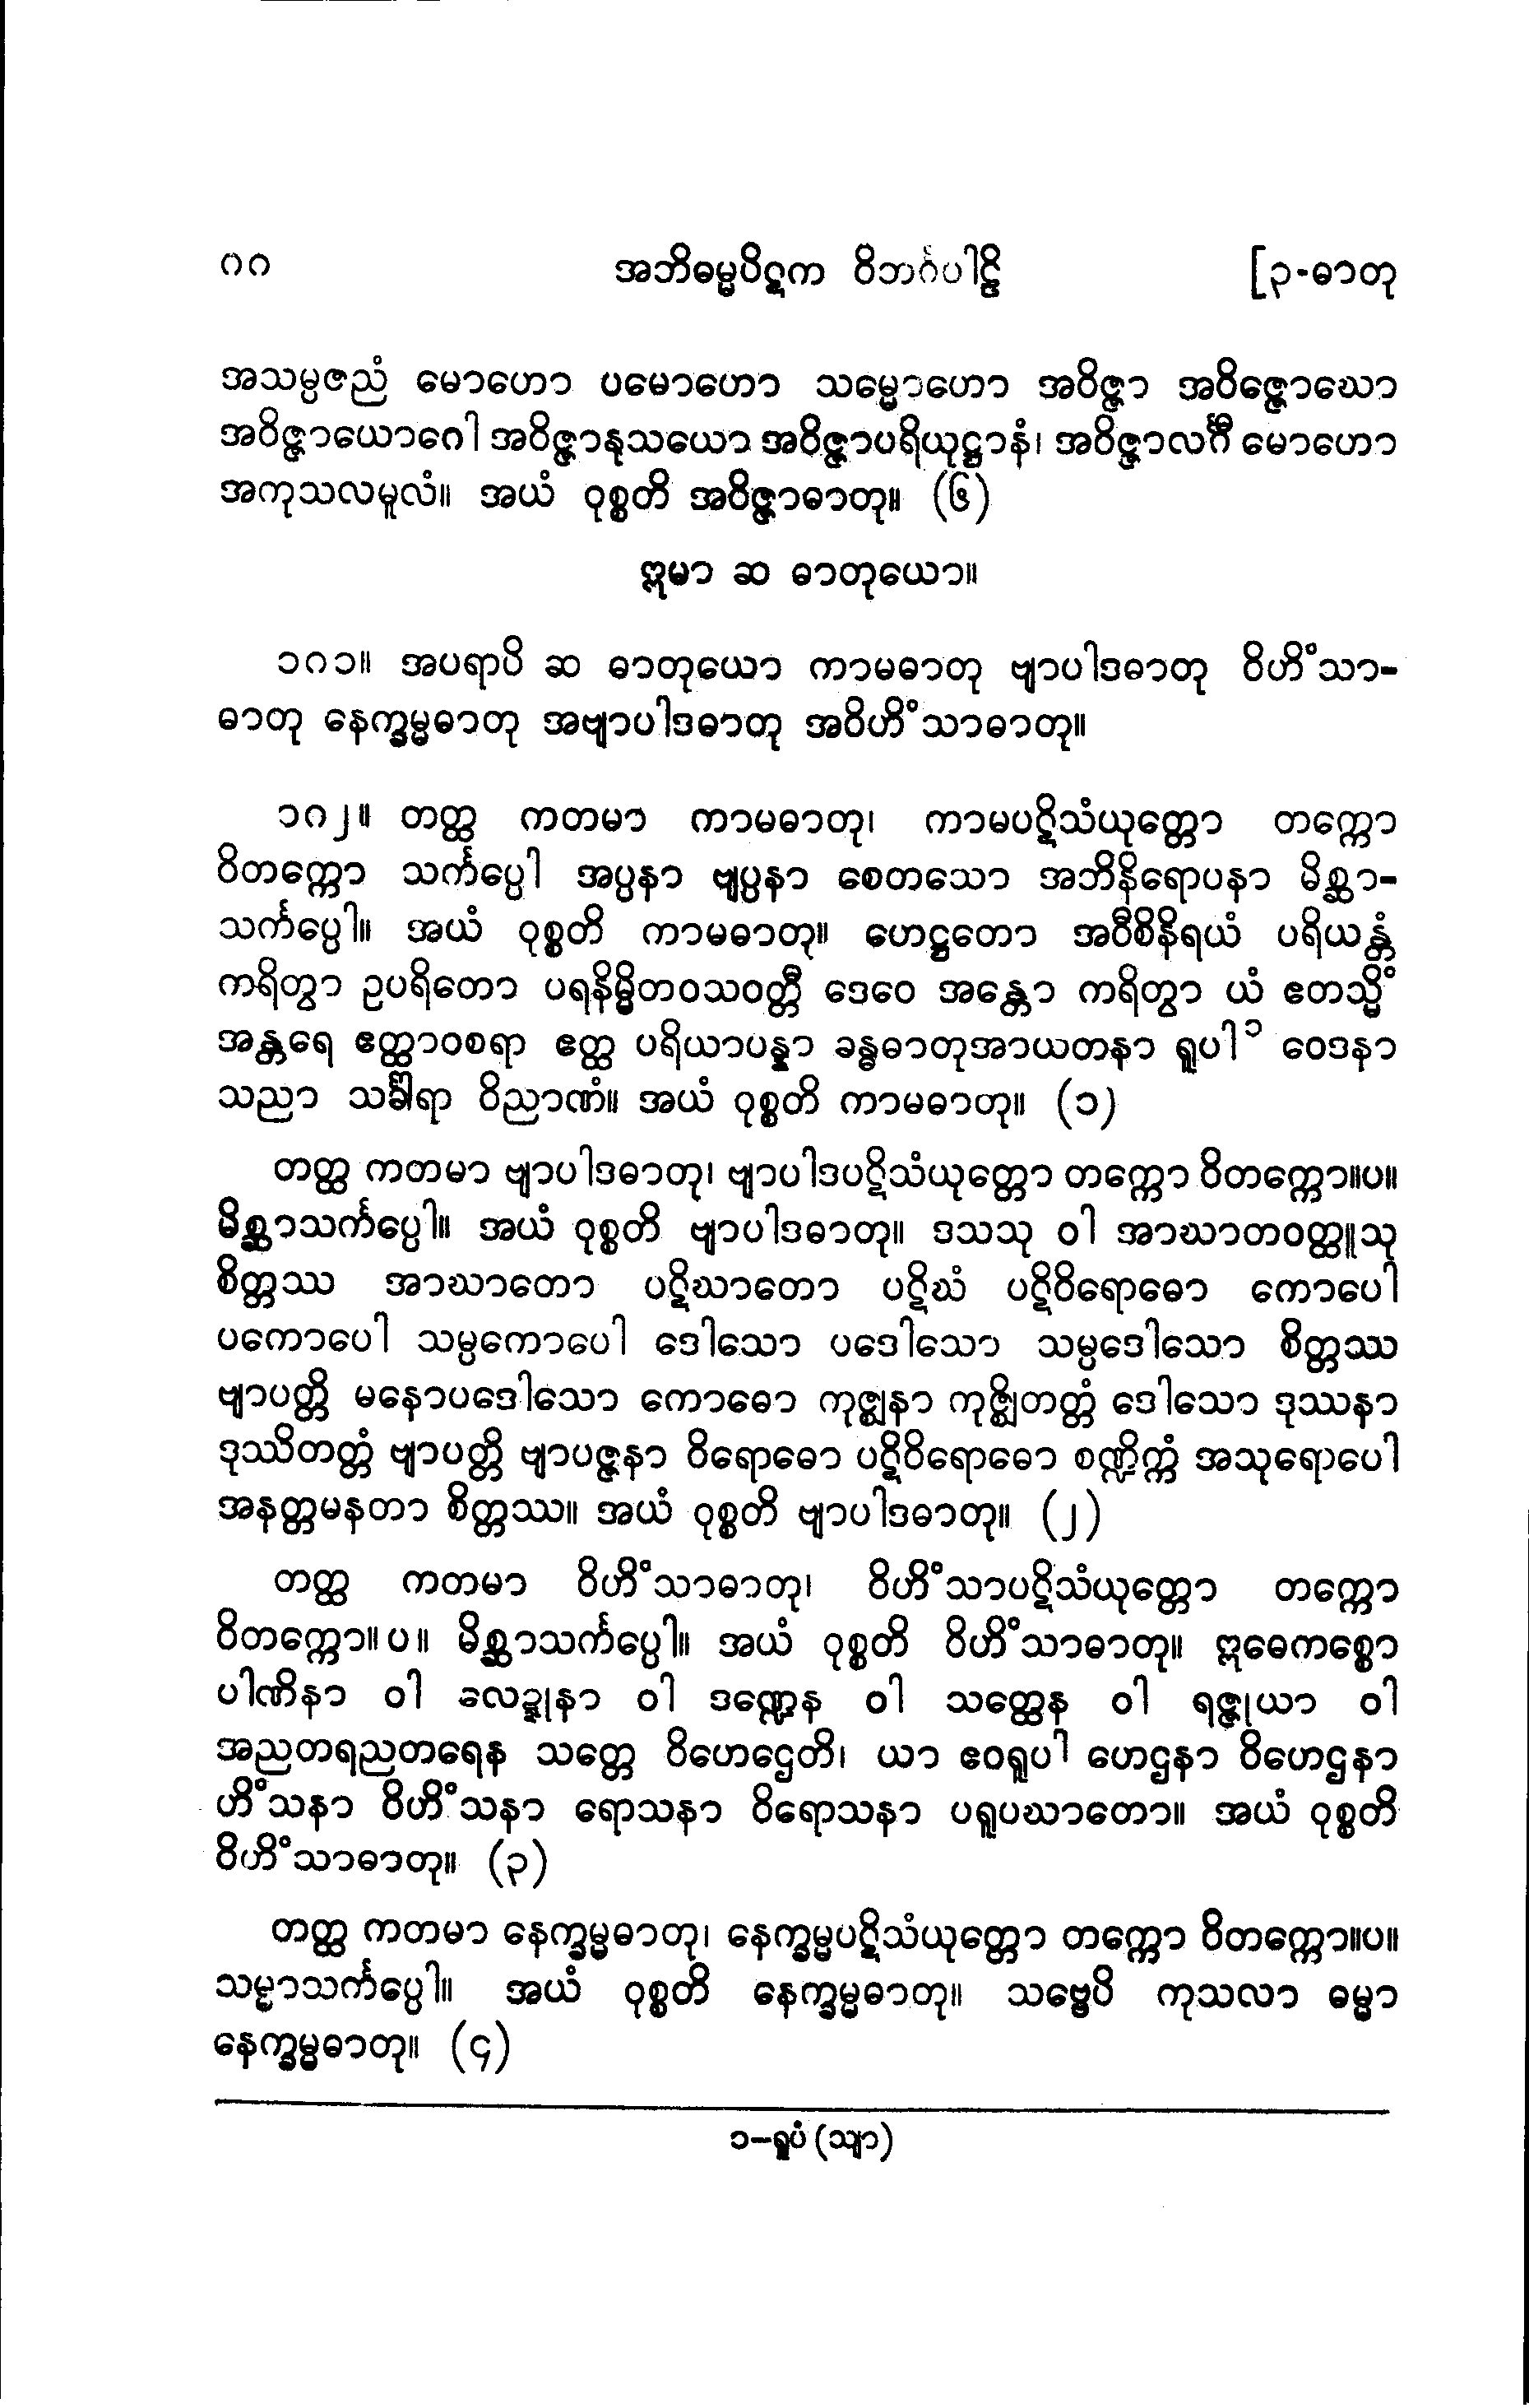 ၈၈ အဘိဓမ္မပိဋက ဝိဘင်္ဂပါဠိ [၃-ဓာတု
အသမ္ပဇညံ မောဟော ပမောဟော သမ္မောဟော အဝိဇ္ဇာ အဝိဇ္ဇောဃော
အဝိဇ္ဇာယောဂေါ အဝိဇ္ဇာနုသယော အဝိဇ္ဇာပရိယုဋ္ဌာနံ၊ အဝိဇ္ဇာလင်္ဂီ မောဟော
အကုသလမူလံ။ အယံ ဝုစ္စတိ အဝိဇ္ဇာဓာတု။ (၆)
ဣမာ ဆ ဓာတုယော။
၁၈၁။ အပရာပိ ဆ ဓာတုယော ကာမဓာတု ဗျာပါဒဓာတု ဝိဟိံသာ-
ဓာတု နေက္ခမ္မဓာတု အဗျာပါဒဓာတု အဝိဟိံသာဓာတု။
၁၈၂။ တတ္ထ ကတမာ ကာမဓာတု၊ ကာမပဋိသံယုတ္တော တက္ကော
ဝိတက္ကော သင်္ကပ္ပေါ အပ္ပနာ ဗျပ္ပနာ စေတသော အဘိနိရောပနာ မိစ္ဆာ-
သင်္ကပ္ပေါ။ အယံ ဝုစ္စတိ ကာမဓာတု။ ဟေဋ္ဌတော အဝီစိနိရယံ ပရိယန္တံ
ကရိတွာ ဥပရိတော ပရနိမ္မိတဝသဝတ္တီ ဒေဝေ အန္တော ကရိတွာ ယံ ဧတသ္မိံ
အန္တရေ ဧတ္ထာဝစရာ ဧတ္ထ ပရိယာပန္နာ ခန္ဓဓာတုအာယတနာ ရူပါ ၁ ဝေဒနာ
သညာ သင်္ခါရာ ဝိညာဏံ။ အယံ ဝုစ္စတိ ကာမဓာတု။ (၁)
တတ္ထ ကတမာ ဗျာပါဒဓာတု၊ ဗျာပါဒပဋိသံယုတ္တော တက္ကော ဝိတက္ကော။ပ။
မိစ္ဆာသင်္ကပ္ပေါ။ အယံ ဝုစ္စတိ ဗျာပါဒဓာတု။ ဒသသု ဝါ အာဃာတဝတ္ထူသု
စိတ္တဿ အာဃာတော ပဋိဃာတော ပဋိဃံ ပဋိဝိရောဓော ကောပေါ
ပကောပေါ သမ္ပကောပေါ ဒေါသော ပဒေါသော သမ္ပဒေါသော စိတ္တဿ
ဗျာပတ္တိ မနောပဒေါသော ကောဓော ကုဇ္ဈနာ ကုဇ္ဈိတတ္တံ ဒေါသော ဒုဿနာ
ဒုဿိတတ္တံ ဗျာပတ္တိ ဗျာပဇ္ဇနာ ဝိရောဓော ပဋိဝိရောဓော စဏ္ဍိက္ကံ အသုရောပေါ
အနတ္တမနတာ စိတ္တဿ။ အယံ ဝုစ္စတိ ဗျာပါဒဓာတု။ (၂)
တတ္ထ ကတမာ ဝိဟိံသာဓာတု၊ ဝိဟိံသာပဋိသံယုတ္တော တက္ကော
ဝိတက္ကော။ပ။ မိစ္ဆာသင်္ကပ္ပေါ။ အယံ ဝုစ္စတိ ဝိဟိံသာဓာတု။ ဣဓေကစ္စော
ပါဏိနာ ဝါ လေဍ္ဍုနာ ဝါ ဒဏ္ဍေန ဝါ သတ္ထေန ဝါ ရဇ္ဇုယာ ဝါ
အညတရညတရေန သတ္တေ ဝိဟေဌေတိ၊ ယာ ဧဝရူပါ ဟေဌနာ ဝိဟေဌနာ
ဟိံသနာ ဝိဟိံသနာ ရောသနာ ဝိရောသနာ ပရူပဃာတော။ အယံ ဝုစ္စတိ
ဝိဟိံသာဓာတု။ (၃)
တတ္ထ ကတမာ နေက္ခမ္မဓာတု၊ နေက္ခမ္မပဋိသံယုတ္တော တက္ကော ဝိတက္ကော။ပ။
သမ္မာသင်္ကပ္ပေါ။ အယံ ဝုစ္စတိ နေက္ခမ္မဓာတု။ သဗ္ဗေပိ ကုသလာ ဓမ္မာ
နေက္ခမ္မဓာတု။ (၄)
၁-ရူပံ (သျာ)